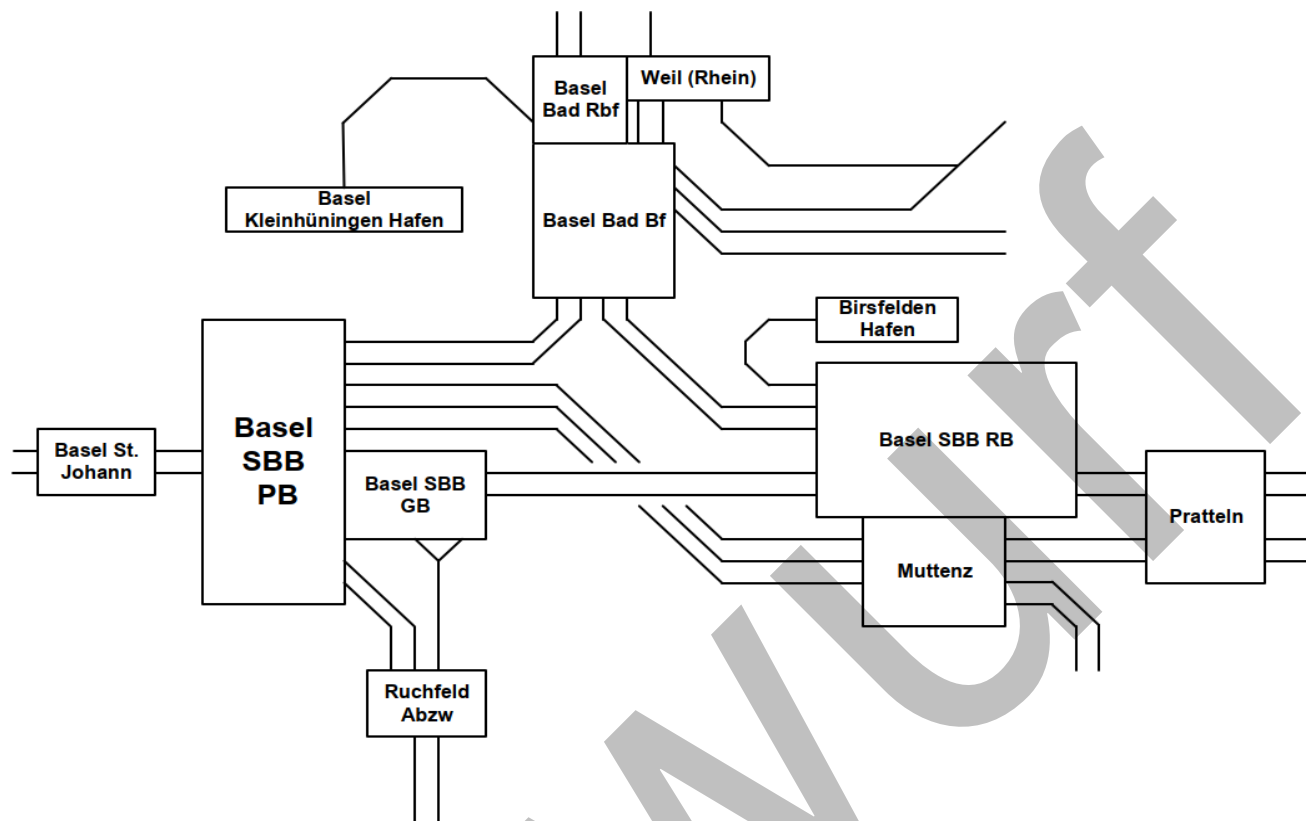 Basel
Bad Rbf
Weil (Rhein)
Basel
Kleinhüningen Hafen
Basel Bad Bf
Birsfelden
Hafen
Basel
SBB
PB
Basel St.
Johann
Basel SBB
GB
Basel SBB RB
Pratteln
Muttenz
Ruchfeld
Abzw
wurf